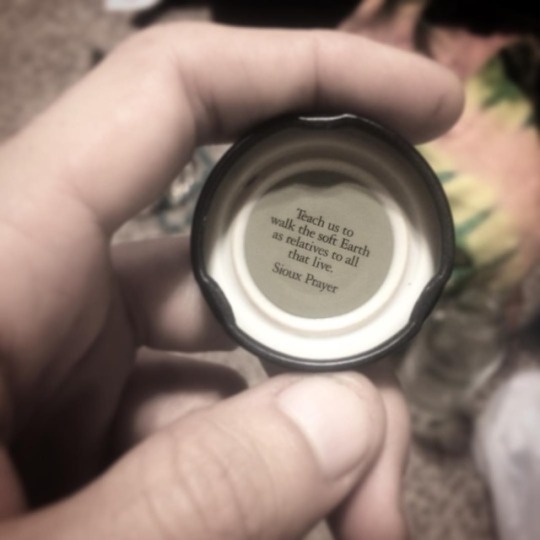 Teach us to
walk the soft Earth
as relatives to all
that live.
Sioux Prayer